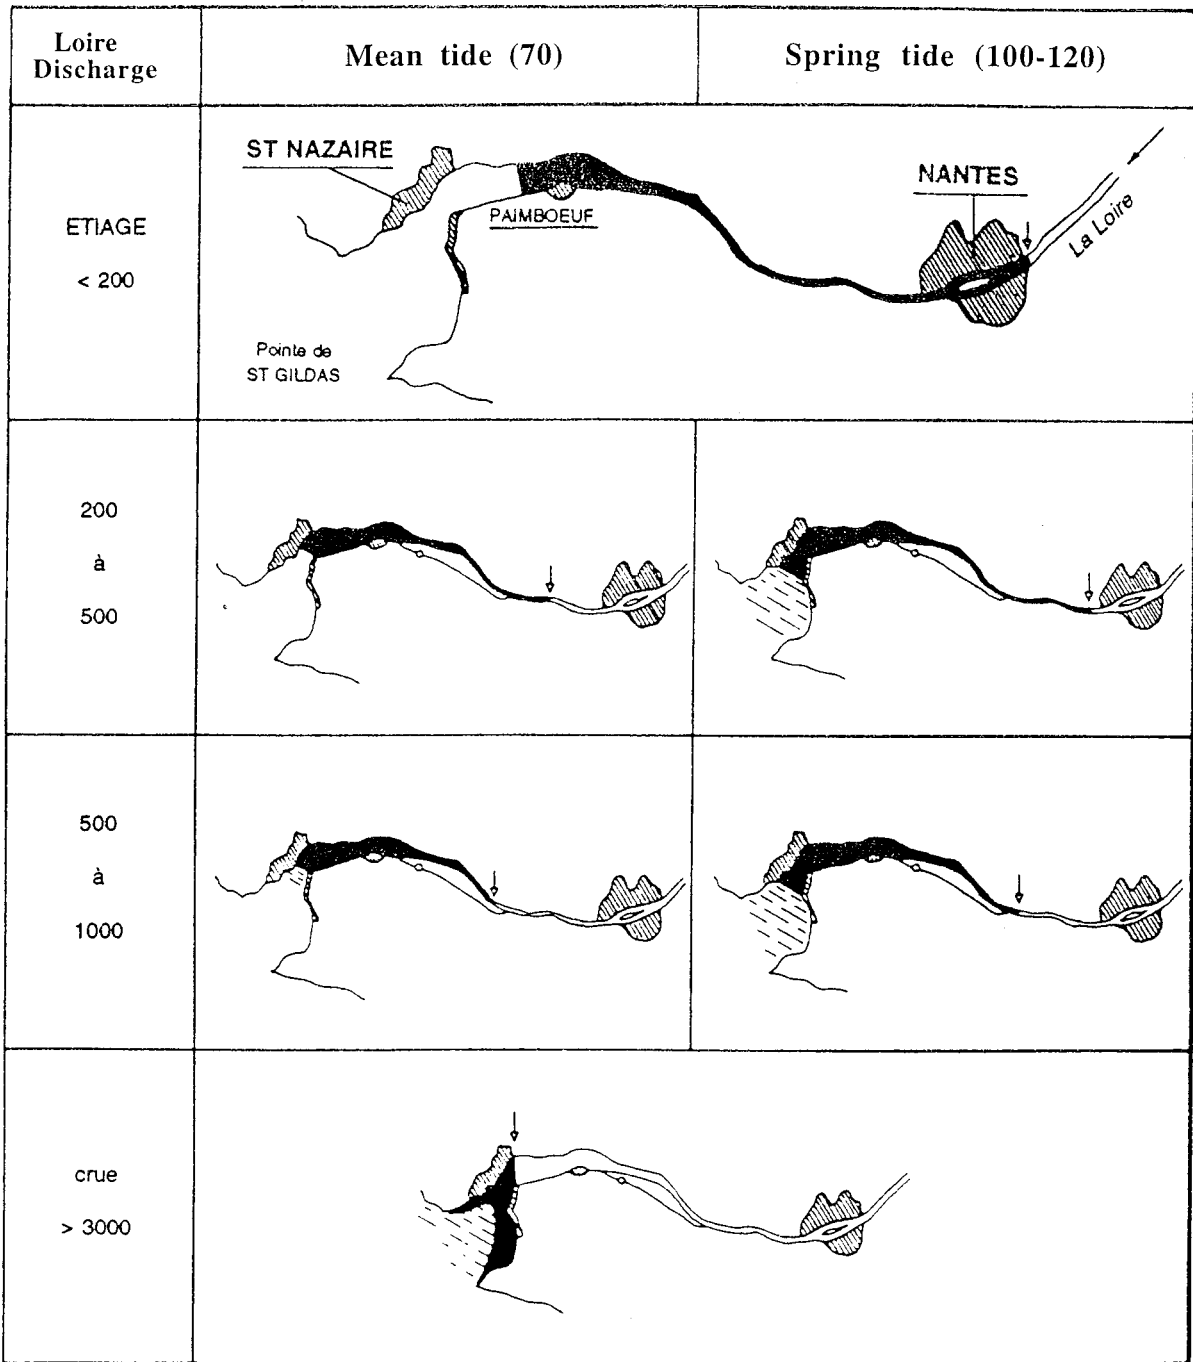 Loire
Discharge
Mean tide (70)
Spring tide (100-120)
ETIAGE
< 200
ST NAZAIRE
PAIMBOEUF
NANTES
La Loire
Pointe de
ST GILDAS
200
à
500
500
à
1000
crue
> 3000